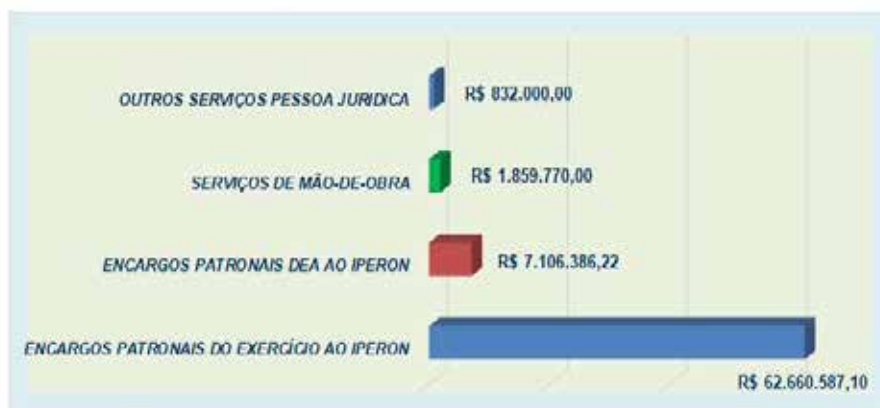 OUTROS SERVIÇOS PESSOA JURIDICA R$ 832.000,00
SERVIÇOS DE MÃO-DE-OBRA R$ 1.859.770,00
ENCARGOS PATRONAIS DEA AO IPERON R$ 7.106.386,22
ENCARGOS PATRONAIS DO EXERCÍCIO AO IPERON
R$ 62.660.587,10